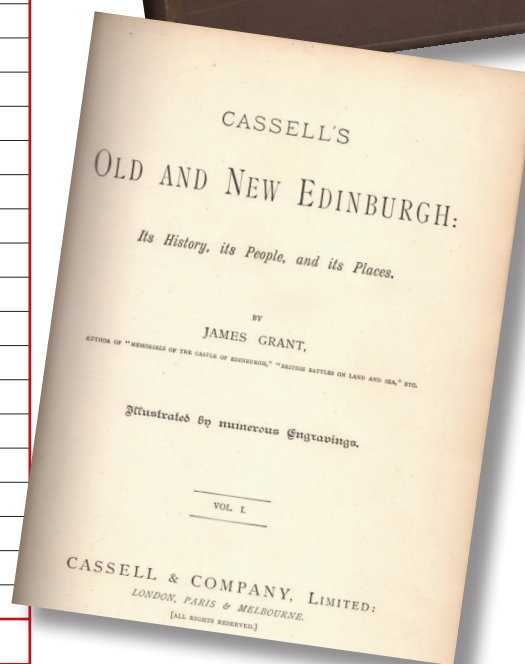 CASSELL'S
OLD AND NEW EDINBURGH:
Its History, its People, and its Places.
BY
JAMES GRANT,
AUTHOR OF "MEMORIALS OF THE CASTLE OF EDINBURGH," "BRITISH BATTLES ON LAND AND SEA," ETC.
Illustrated by numerous Engravings.
VOL. I.
CASSELL & COMPANY, LIMITED:
LONDON, PARIS & MELBOURNE.
[ALL RIGHTS RESERVED.]